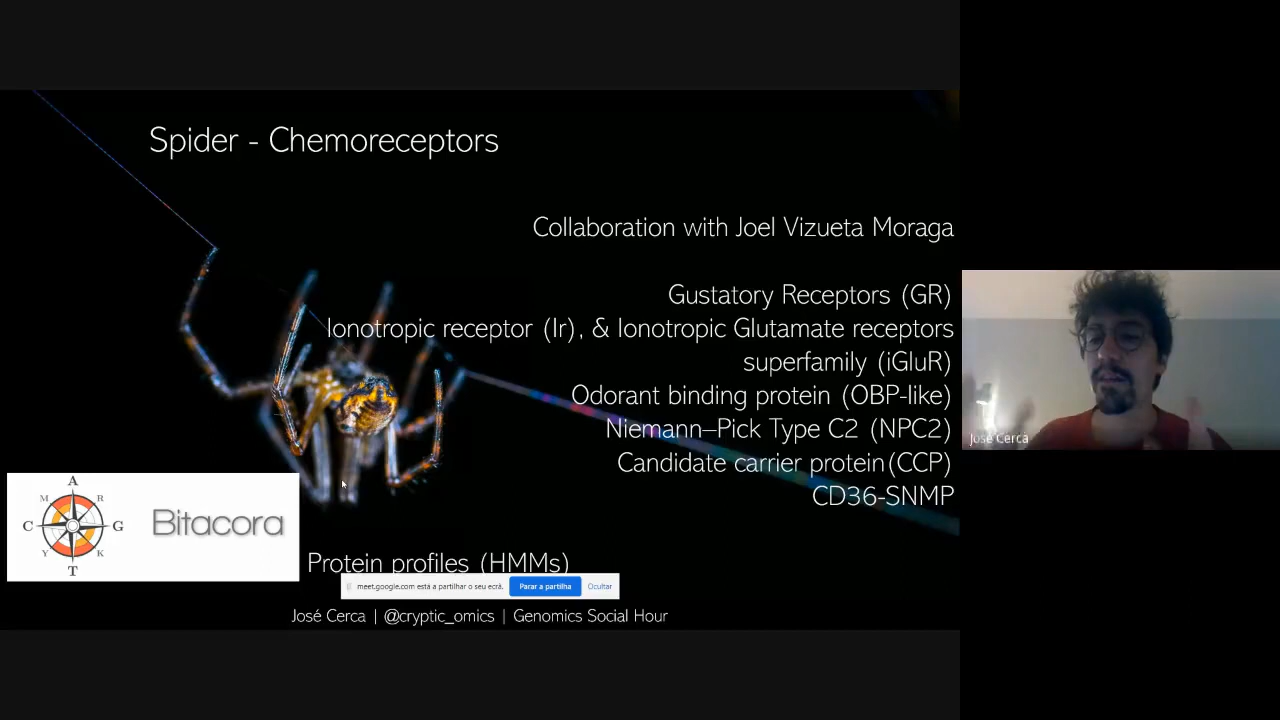 Spider - Chemoreceptors
Collaboration with Joel Vizueta Moraga
Gustatory Receptors (GR)
Ionotropic receptor (Ir), & Ionotropic Glutamate receptors
superfamily (iGluR)
Odorant binding protein (OBP-like)
Niemann–Pick Type C2 (NPC2)
Candidate carrier protein(CCP)
CD36-SNMP
José Cerca
A
M R
C G
Y K
T
Bitacora
Protein profiles (HMMs)
meet.google.com está a partilhar o seu ecrã. Parar a partilha Ocultar
José Cerca | @cryptic_omics | Genomics Social Hour